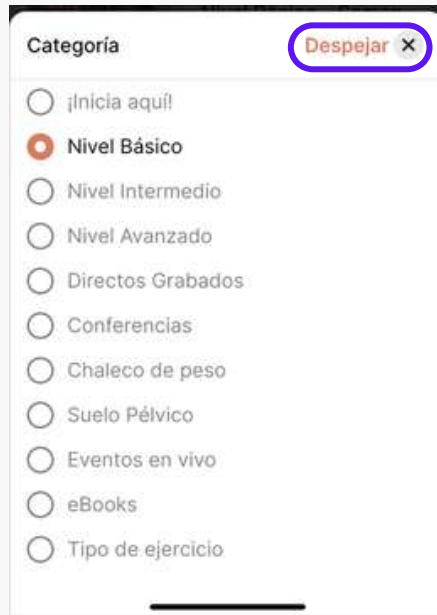 Categoría
Despejar
¡Inicia aquí!
Nivel Básico
Nivel Intermedio
Nivel Avanzado
Directos Grabados
Conferencias
Chaleco de peso
Suelo Pélvico
Eventos en vivo
eBooks
Tipo de ejercicio